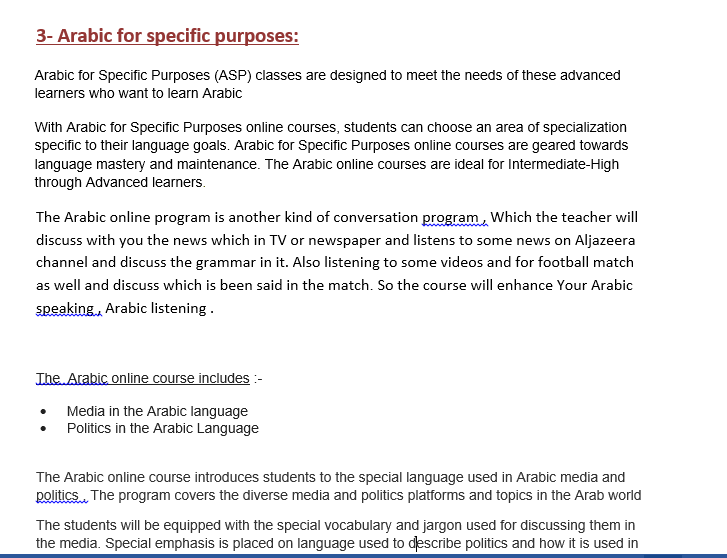 3- Arabic for specific purposes:
Arabic for Specific Purposes (ASP) classes are designed to meet the needs of these advanced
learners who want to learn Arabic
With Arabic for Specific Purposes online courses, students can choose an area of specialization
specific to their language goals. Arabic for Specific Purposes online courses are geared towards
language mastery and maintenance. The Arabic online courses are ideal for Intermediate-High
through Advanced learners.
The Arabic online program is another kind of conversation program , Which the teacher will
discuss with you the news which in TV or newspaper and listens to some news on Aljazeera
channel and discuss the grammar in it. Also listening to some videos and for football match
as well and discuss which is been said in the match. So the course will enhance Your Arabic
speaking , Arabic listening .
The  Arabic online course includes :-
• Media in the Arabic language
• Politics in the Arabic Language
The Arabic online course introduces students to the special language used in Arabic media and
politics . The program covers the diverse media and politics platforms and topics in the Arab world
The students will be equipped with the special vocabulary and jargon used for discussing them in
the media. Special emphasis is placed on language used to describe politics and how it is used in